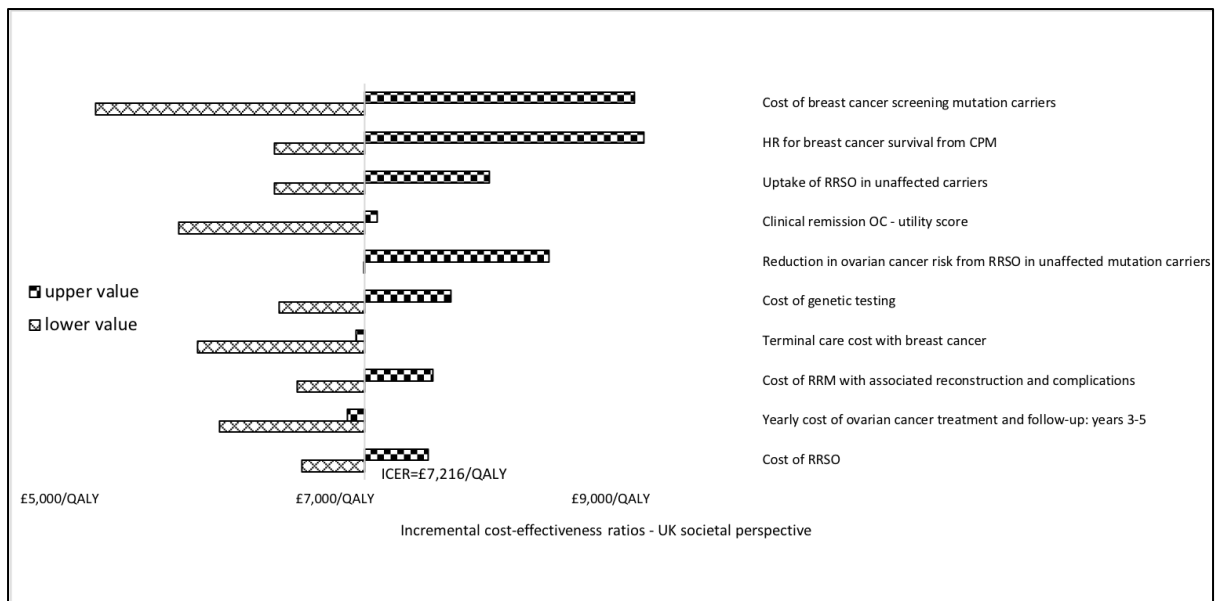 Cost of breast cancer screening mutation carriers
HR for breast cancer survival from CPM
Uptake of RRSO in unaffected carriers
Clinical remission OC - utility score
Reduction in ovarian cancer risk from RRSO in unaffected mutation carriers
upper value
Cost of genetic testing
lower value
Terminal care cost with breast cancer
Cost of RRM with associated reconstruction and complications
Yearly cost of ovarian cancer treatment and follow-up: years 3-5
Cost of RRSO
ICER=£7,216/QALY
£5,000/QALY £7,000/QALY £9,000/QALY
Incremental cost-effectiveness ratios - UK societal perspective